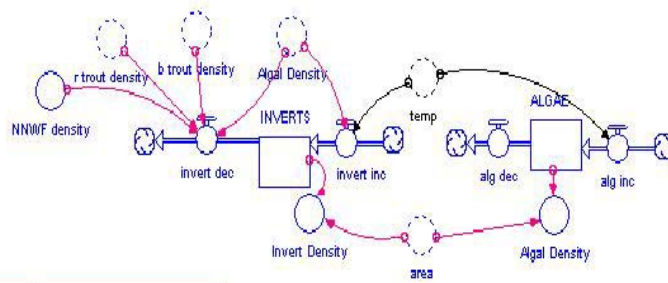 r trout density
b trout density
Algal Density
NNWF density
INVERTS
temp
ALGAE
invert dec
invert inc
alg dec
alg inc
Invert Density
area
Algal Density